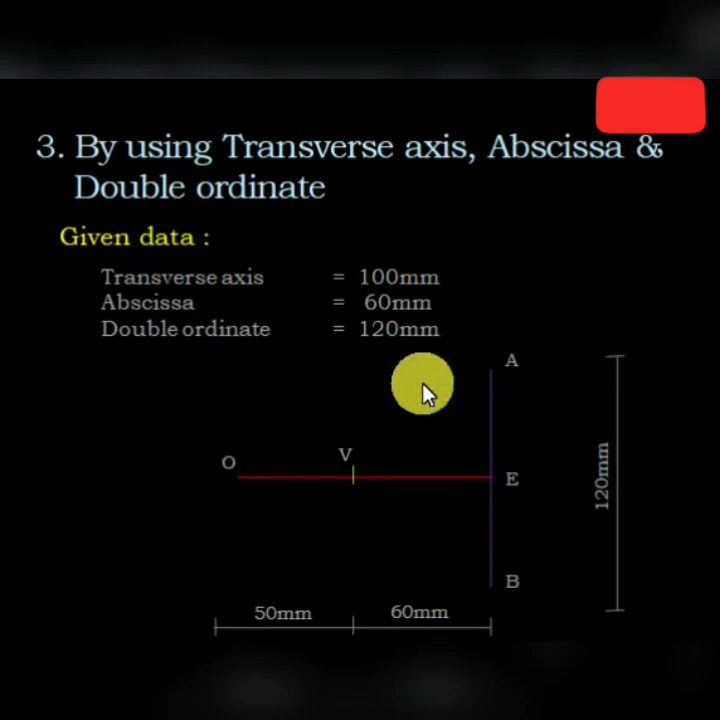 3. By using Transverse axis, Abscissa &
Double ordinate
Given data :
Transverse axis = 100mm
Abscissa = 60mm
Double ordinate = 120mm
A
O
V
E
120mm
B
50mm
60mm